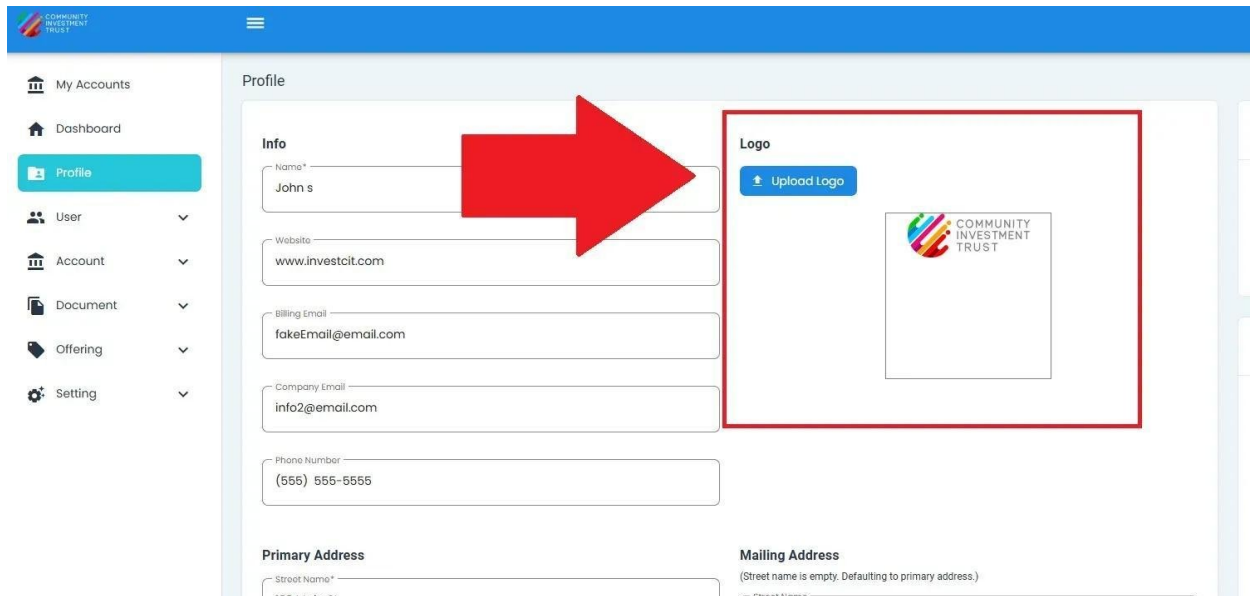 COMMUNITY
INVESTMENT
TRUST
My Accounts
Dashboard
Profile
User
Account
Document
Offering
Setting
Profile
Info
Name*
John s
Website
www.investcit.com
Billing Email
fakeEmail@email.com
Company Email
info2@email.com
Phone Number
(555) 555-5555
Logo
Upload Logo
COMMUNITY
INVESTMENT
TRUST
Primary Address
Street Name*
Mailing Address
(Street name is empty. Defaulting to primary address.)
Street Name